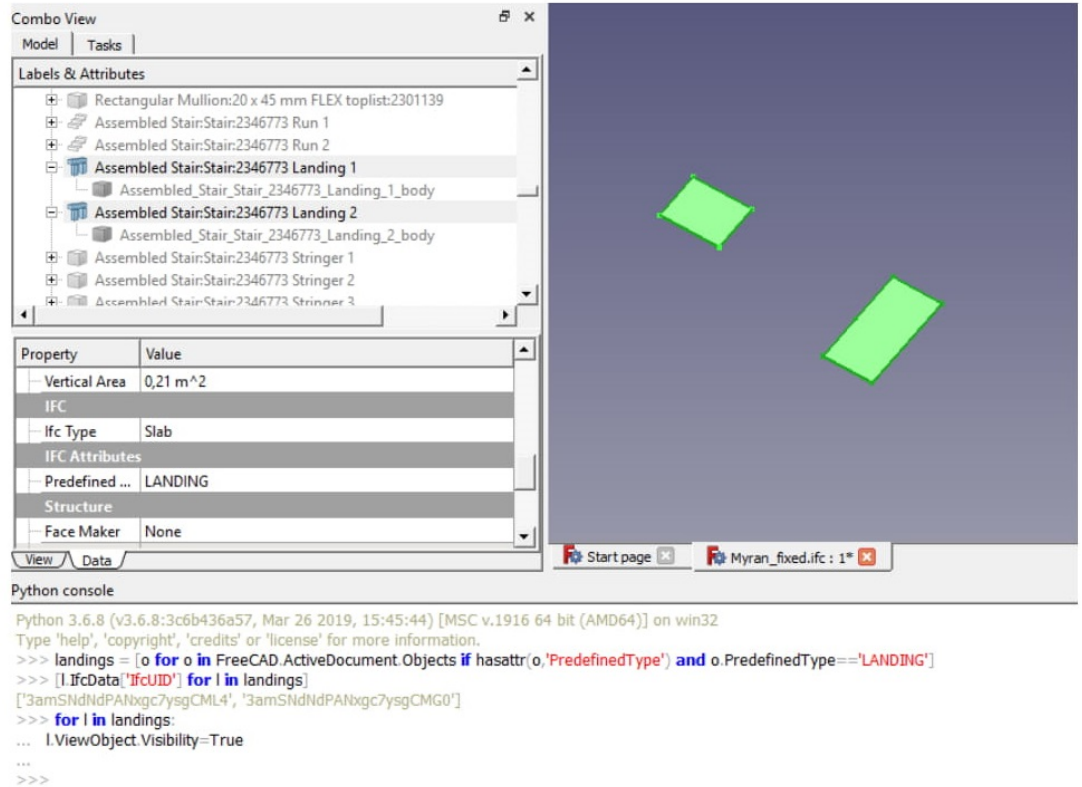 Combo View
Model
Tasks
Labels & Attributes
Rectangular Mullion:20 x 45 mm FLEX toplist:2301139
Assembled Stair:Stair:2346773 Run 1
Assembled Stair:Stair:2346773 Run 2
Assembled Stair:Stair:2346773 Landing 1
Assembled_Stair_Stair_2346773_Landing_1_body
Assembled Stair:Stair:2346773 Landing 2
Assembled_Stair_Stair_2346773_Landing_2_body
Assembled Stair:Stair:2346773 Stringer 1
Assembled Stair:Stair:2346773 Stringer 2
Assembled Stair:Stair:2346773 Stringer 3
Property Value
Vertical Area 0,21 m^2
IFC
Ifc Type Slab
IFC Attributes
Predefined ... LANDING
Structure
Face Maker None
View Data
Start page
Myran_fixed.ifc : 1*
Python console
Python 3.6.8 (v3.6.8:3c6b436a57, Mar 26 2019, 15:45:44) [MSC v.1916 64 bit (AMD64)] on win32
Type 'help', 'copyright', 'credits' or 'license' for more information.
>>> landings = [o for o in FreeCAD.ActiveDocument.Objects if hasattr(o,'PredefinedType') and o.PredefinedType=='LANDING']
>>> [l.IfcData['IfcUID'] for l in landings]
['3amSNdNdPANxgc7ysgCML4', '3amSNdNdPANxgc7ysgCMG0']
>>> for l in landings:
... l.ViewObject.Visibility=True
...
>>>